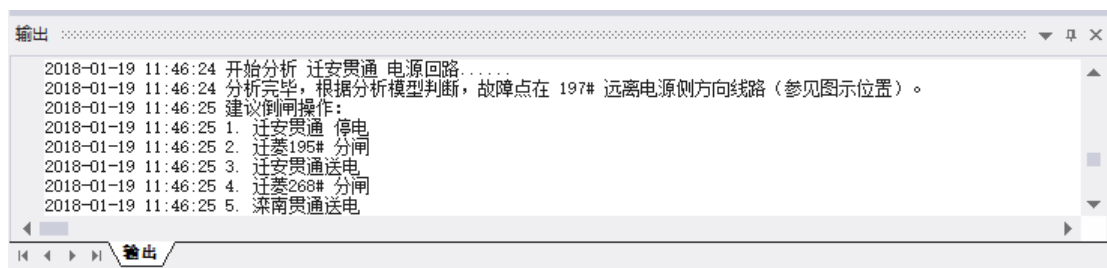 输出
2018-01-19 11:46:24 开始分析 迁安贯通 电源回路......
2018-01-19 11:46:24 分析完毕，根据分析模型判断，故障点在 197# 远离电源侧方向线路（参见图示位置）。
2018-01-19 11:46:25 建议倒闸操作：
2018-01-19 11:46:25 1. 迁安贯通 停电
2018-01-19 11:46:25 2. 迁菱195# 分闸
2018-01-19 11:46:25 3. 迁安贯通送电
2018-01-19 11:46:25 4. 迁菱268# 分闸
2018-01-19 11:46:25 5. 滦南贯通送电
输出